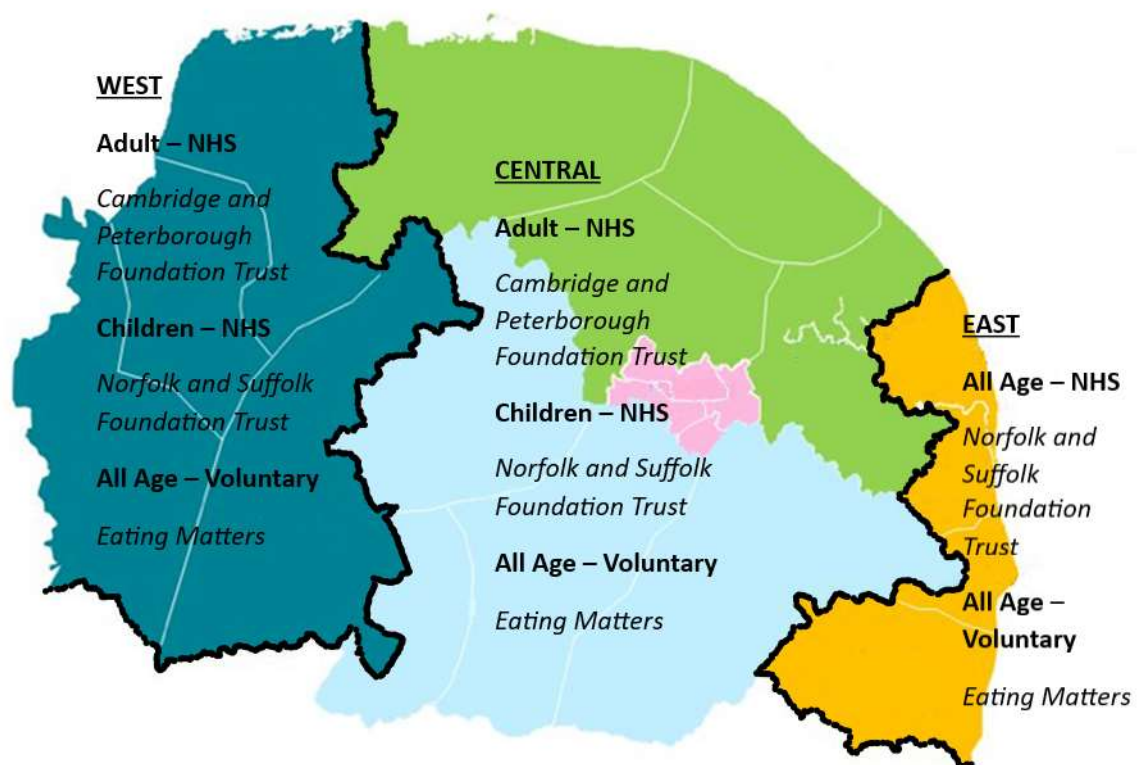 WEST
Adult – NHS
Cambridge and
Peterborough
Foundation Trust
Children – NHS
Norfolk and Suffolk
Foundation Trust
All Age – Voluntary
Eating Matters
CENTRAL
Adult – NHS
Cambridge and
Peterborough
Foundation Trust
Children – NHS
Norfolk and Suffolk
Foundation Trust
All Age – Voluntary
Eating Matters
EAST
All Age – NHS
Norfolk and
Suffolk
Foundation
Trust
All Age –
Voluntary
Eating Matters